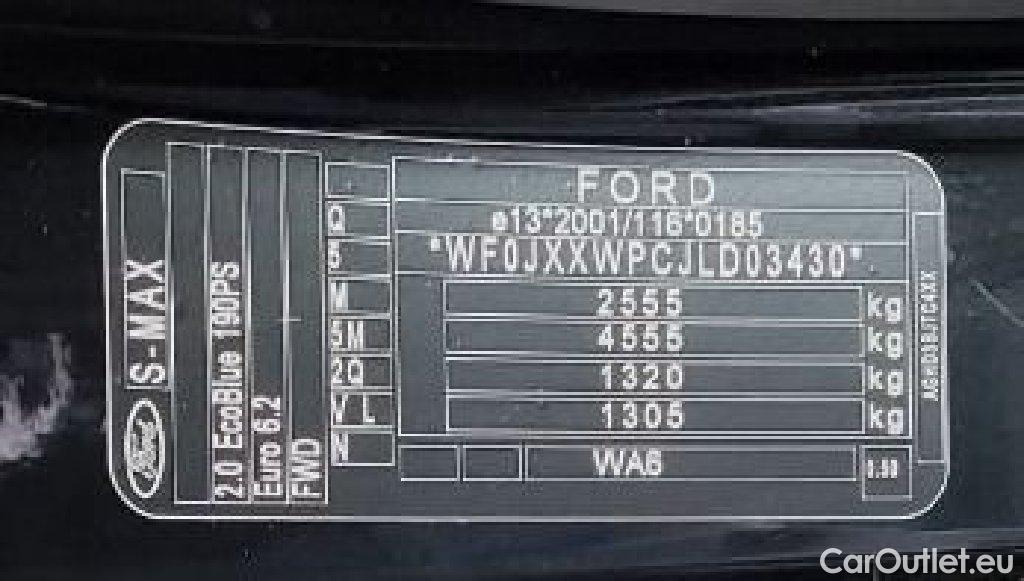 FORD
e13*2001/116*0185
*WF0JXXWPCJLD03430*
2555 kg
4555 kg
1320 kg
1305 kg
WA6
Q
5
M
5M
2Q
V L
N
Ford S-MAX
2.0 EcoBlue 190PS
Euro 6.2
FWD
CarOutlet.eu